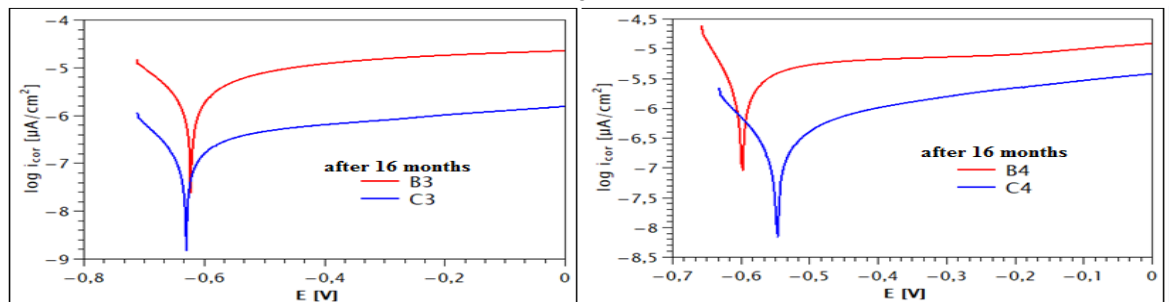 −4
−5
−6
−7
−8
−9
log icor [µA/cm²]
−0,8
−0,6
−0,4
−0,2
0
E [V]
after 16 months
B3
C3
−4,5
−5
−5,5
−6
−6,5
−7
−7,5
−8
−8,5
log icor [µA/cm²]
−0,7
−0,6
−0,5
−0,4
−0,3
−0,2
−0,1
0
E [V]
after 16 months
B4
C4